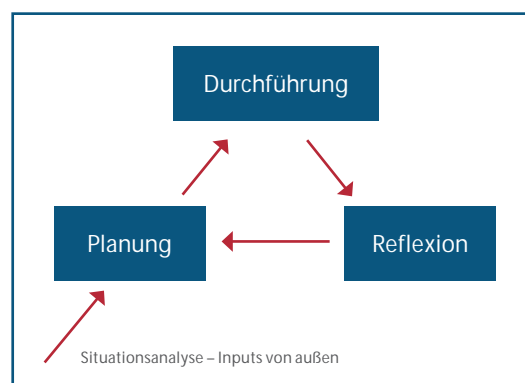 Durchführung
Planung
Reflexion
Situationsanalyse – Inputs von außen